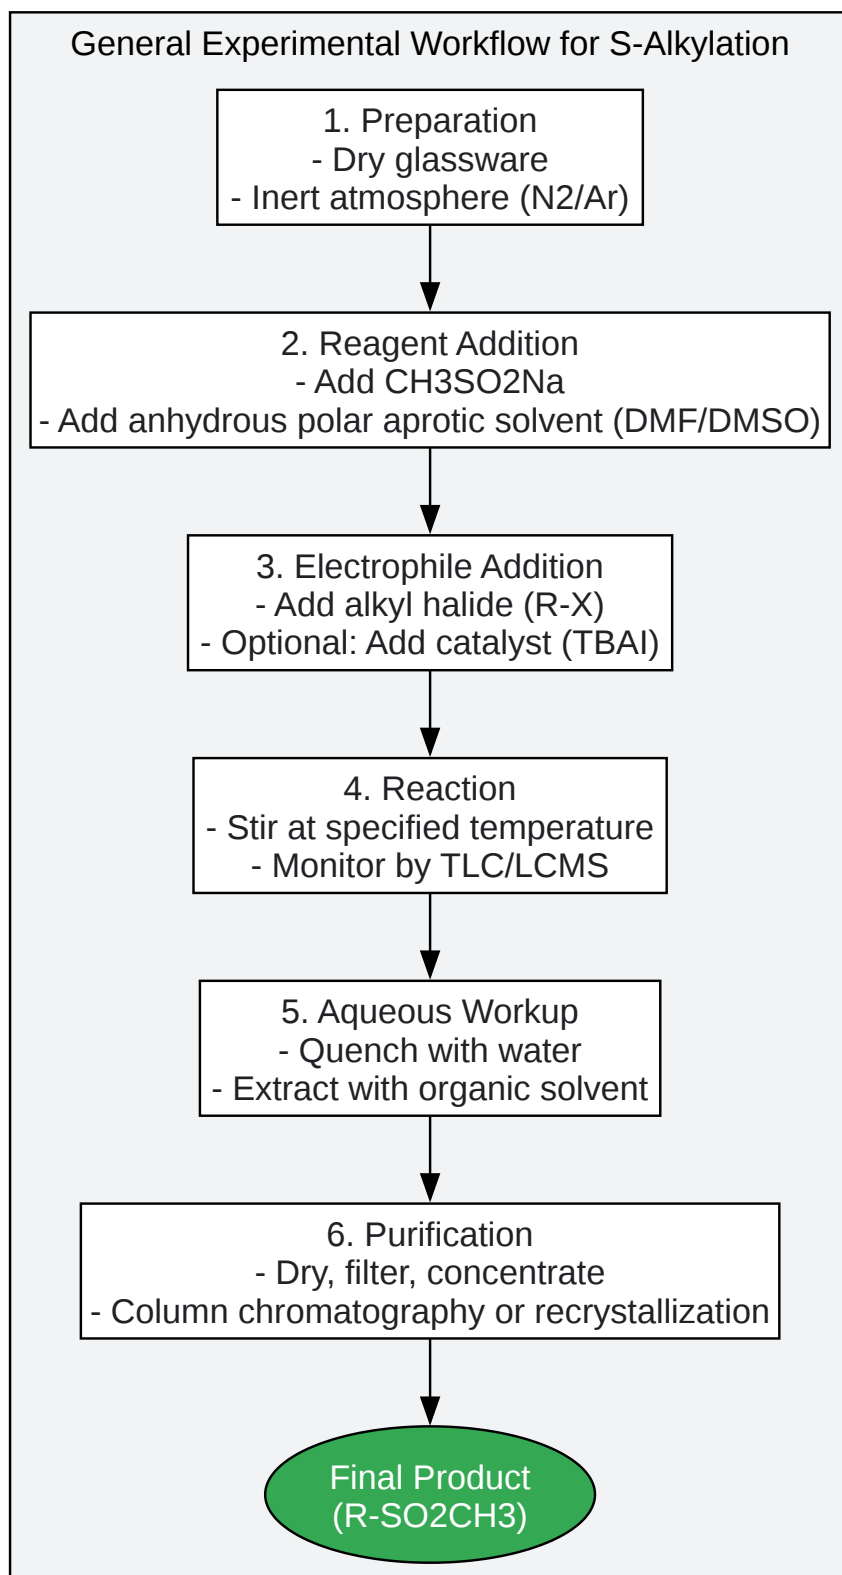 General Experimental Workflow for S-Alkylation
1. Preparation
- Dry glassware
- Inert atmosphere (N2/Ar)
2. Reagent Addition
- Add CH3SO2Na
- Add anhydrous polar aprotic solvent (DMF/DMSO)
3. Electrophile Addition
- Add alkyl halide (R-X)
- Optional: Add catalyst (TBAI)
4. Reaction
- Stir at specified temperature
- Monitor by TLC/LCMS
5. Aqueous Workup
- Quench with water
- Extract with organic solvent
6. Purification
- Dry, filter, concentrate
- Column chromatography or recrystallization
Final Product
(R-SO2CH3)